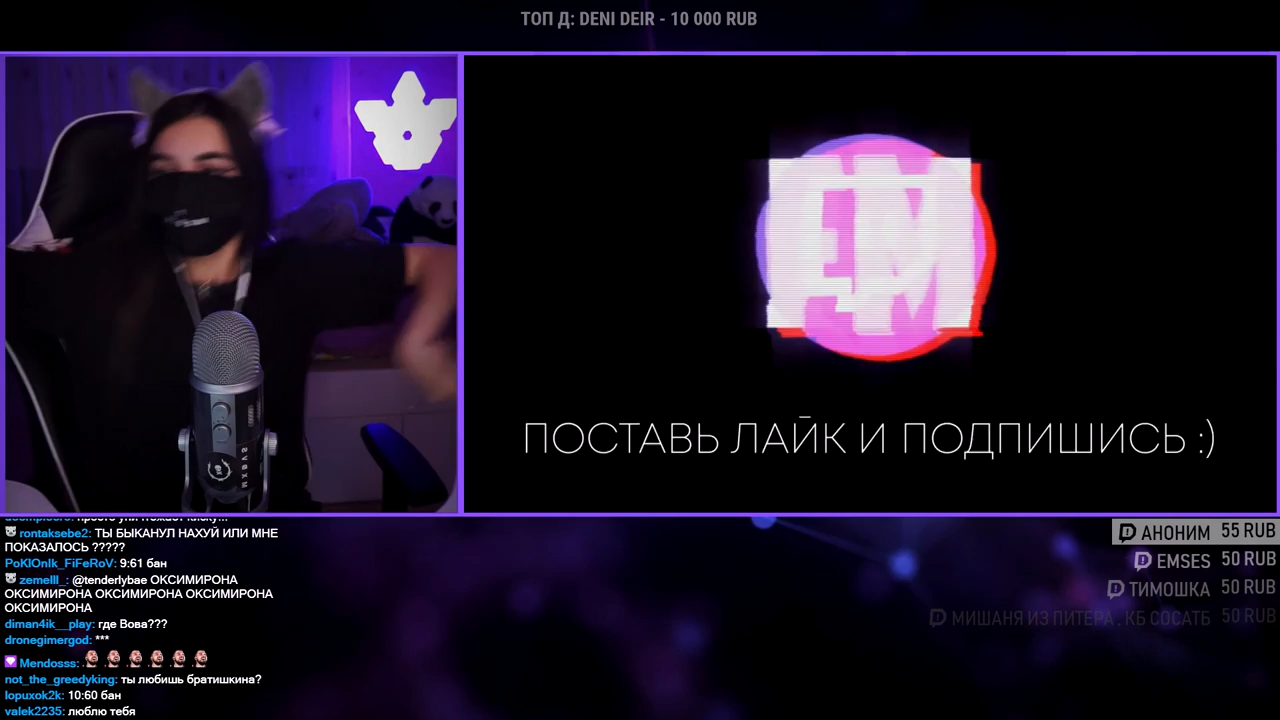 ТОП Д: DENI DEIR - 10 000 RUB
ЕМ
ПОСТАВЬ ЛАЙК И ПОДПИШИСЬ :)
rontaksebe2: ТЫ БЫКАНУЛ НАХУЙ ИЛИ МНЕ
ПОКАЗАЛОСЬ ?????
PoKlOnIk_FiFeRoV: 9:61 бан
zemelll_: @tenderlybae ОКСИМИРОНА
ОКСИМИРОНА ОКСИМИРОНА ОКСИМИРОНА
ОКСИМИРОНА
diman4ik__play: где Вова???
dronegimergod: ***
Mendosss:
not_the_greedyking: ты любишь братишкина?
lopuxok2k: 10:60 бан
valek2235: люблю тебя
АНОНИМ 55 RUB
EMSES 50 RUB
ТИМОШКА 50 RUB
МИШАНЯ ИЗ ПИТЕРА . КБ СОСАТБ 50 RUB